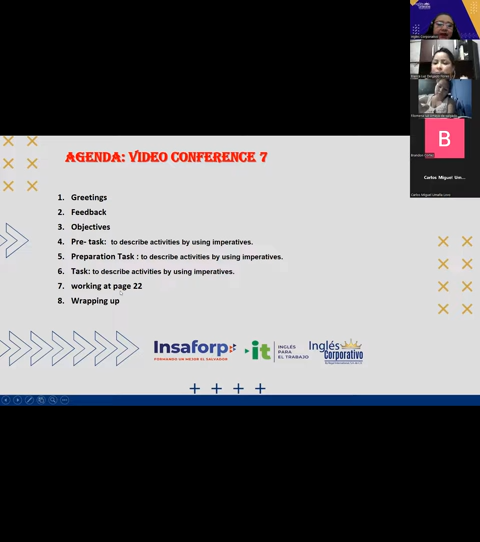 AGENDA: VIDEO CONFERENCE 7
1. Greetings
2. Feedback
3. Objectives
4. Pre- task: to describe activities by using imperatives.
5. Preparation Task : to describe activities by using imperatives.
6. Task: to describe activities by using imperatives.
7. working at page 22
8. Wrapping up
Insaforp
FORMANDO UN MEJOR EL SALVADOR
it
INGLÉS
PARA
EL TRABAJO
Inglés
Corporativo
Inglés Corporativo
B
Carlos Miguel Um...